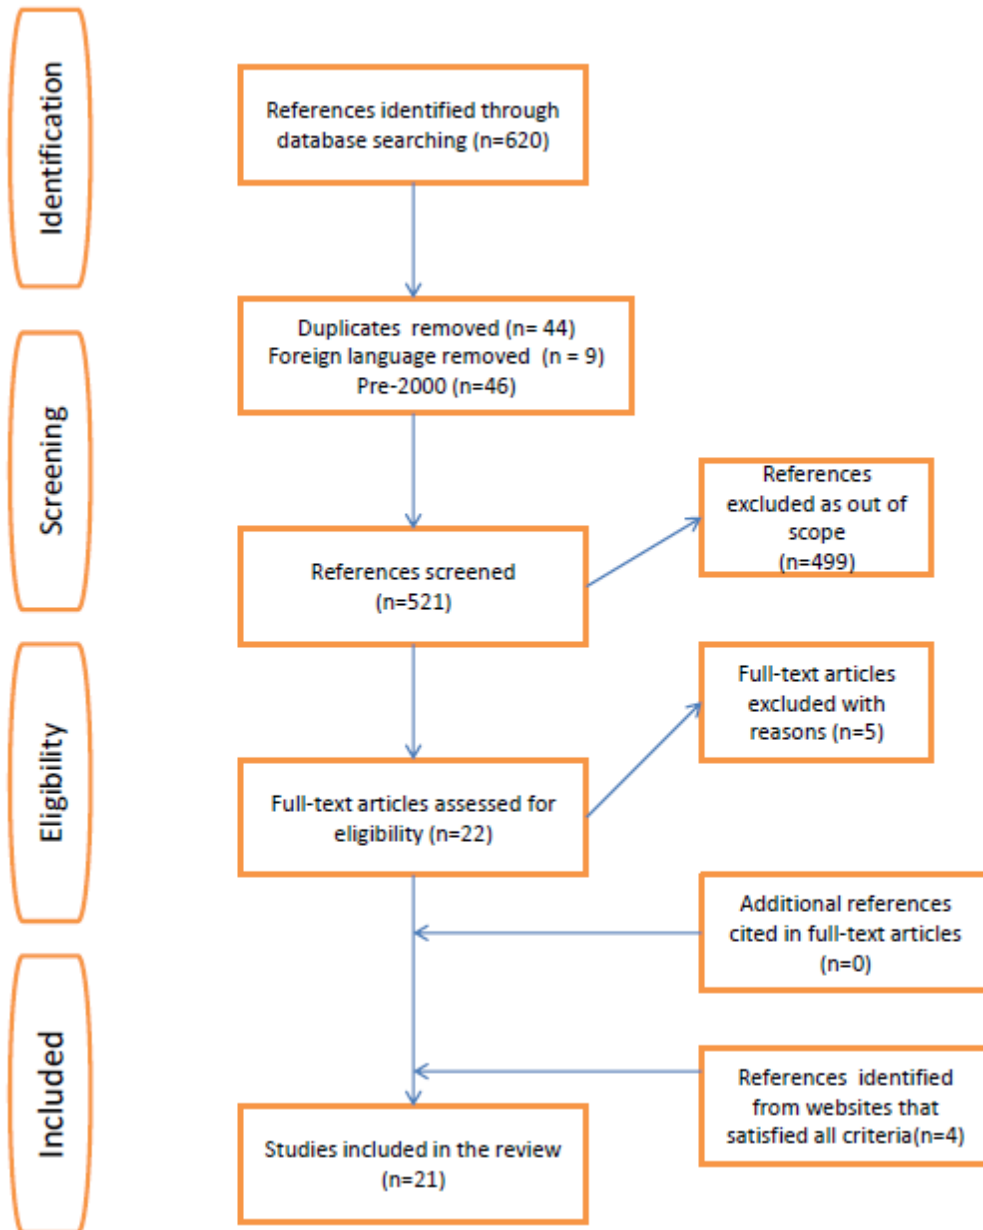 Identification
References identified through
database searching (n=620)
Duplicates removed (n= 44)
Foreign language removed (n = 9)
Pre-2000 (n=46)
Screening
References
excluded as out of
scope
(n=499)
References screened
(n=521)
Eligibility
Full-text articles
excluded with
reasons (n=5)
Full-text articles assessed for
eligibility (n=22)
Additional references
cited in full-text articles
(n=0)
Included
References identified
from websites that
satisfied all criteria(n=4)
Studies included in the review
(n=21)